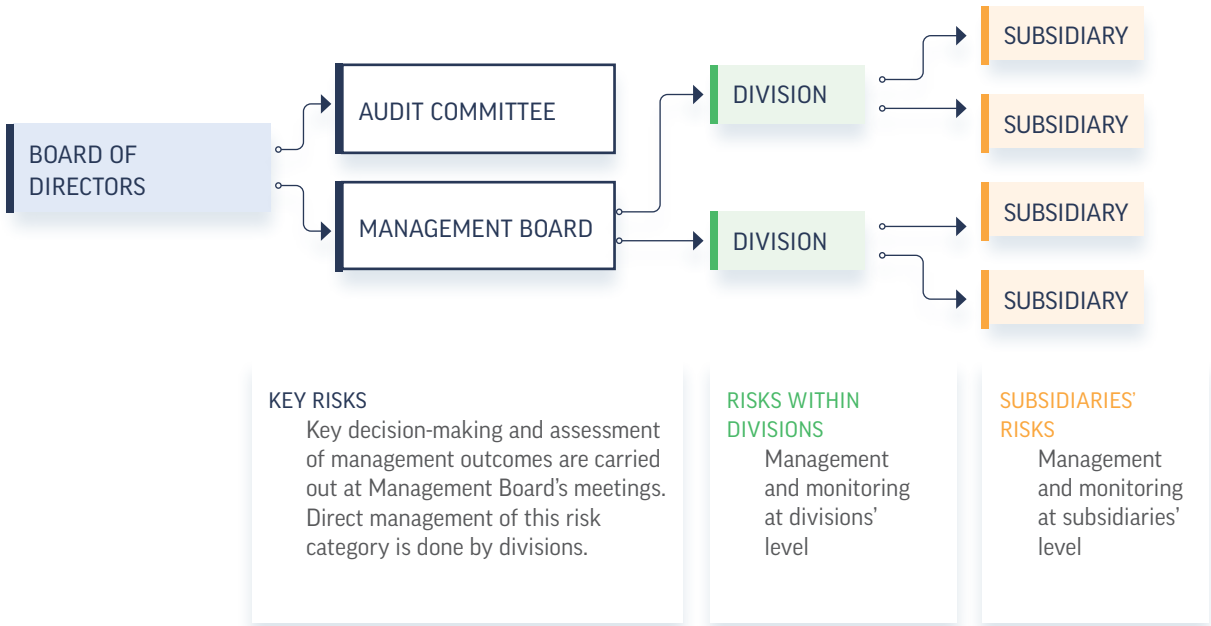 BOARD OF
DIRECTORS
AUDIT COMMITTEE
MANAGEMENT BOARD
DIVISION
DIVISION
SUBSIDIARY
SUBSIDIARY
SUBSIDIARY
SUBSIDIARY
KEY RISKS
Key decision-making and assessment
of management outcomes are carried
out at Management Board’s meetings.
Direct management of this risk
category is done by divisions.
RISKS WITHIN
DIVISIONS
Management
and monitoring
at divisions’
level
SUBSIDIARIES’
RISKS
Management
and monitoring
at subsidiaries’
level